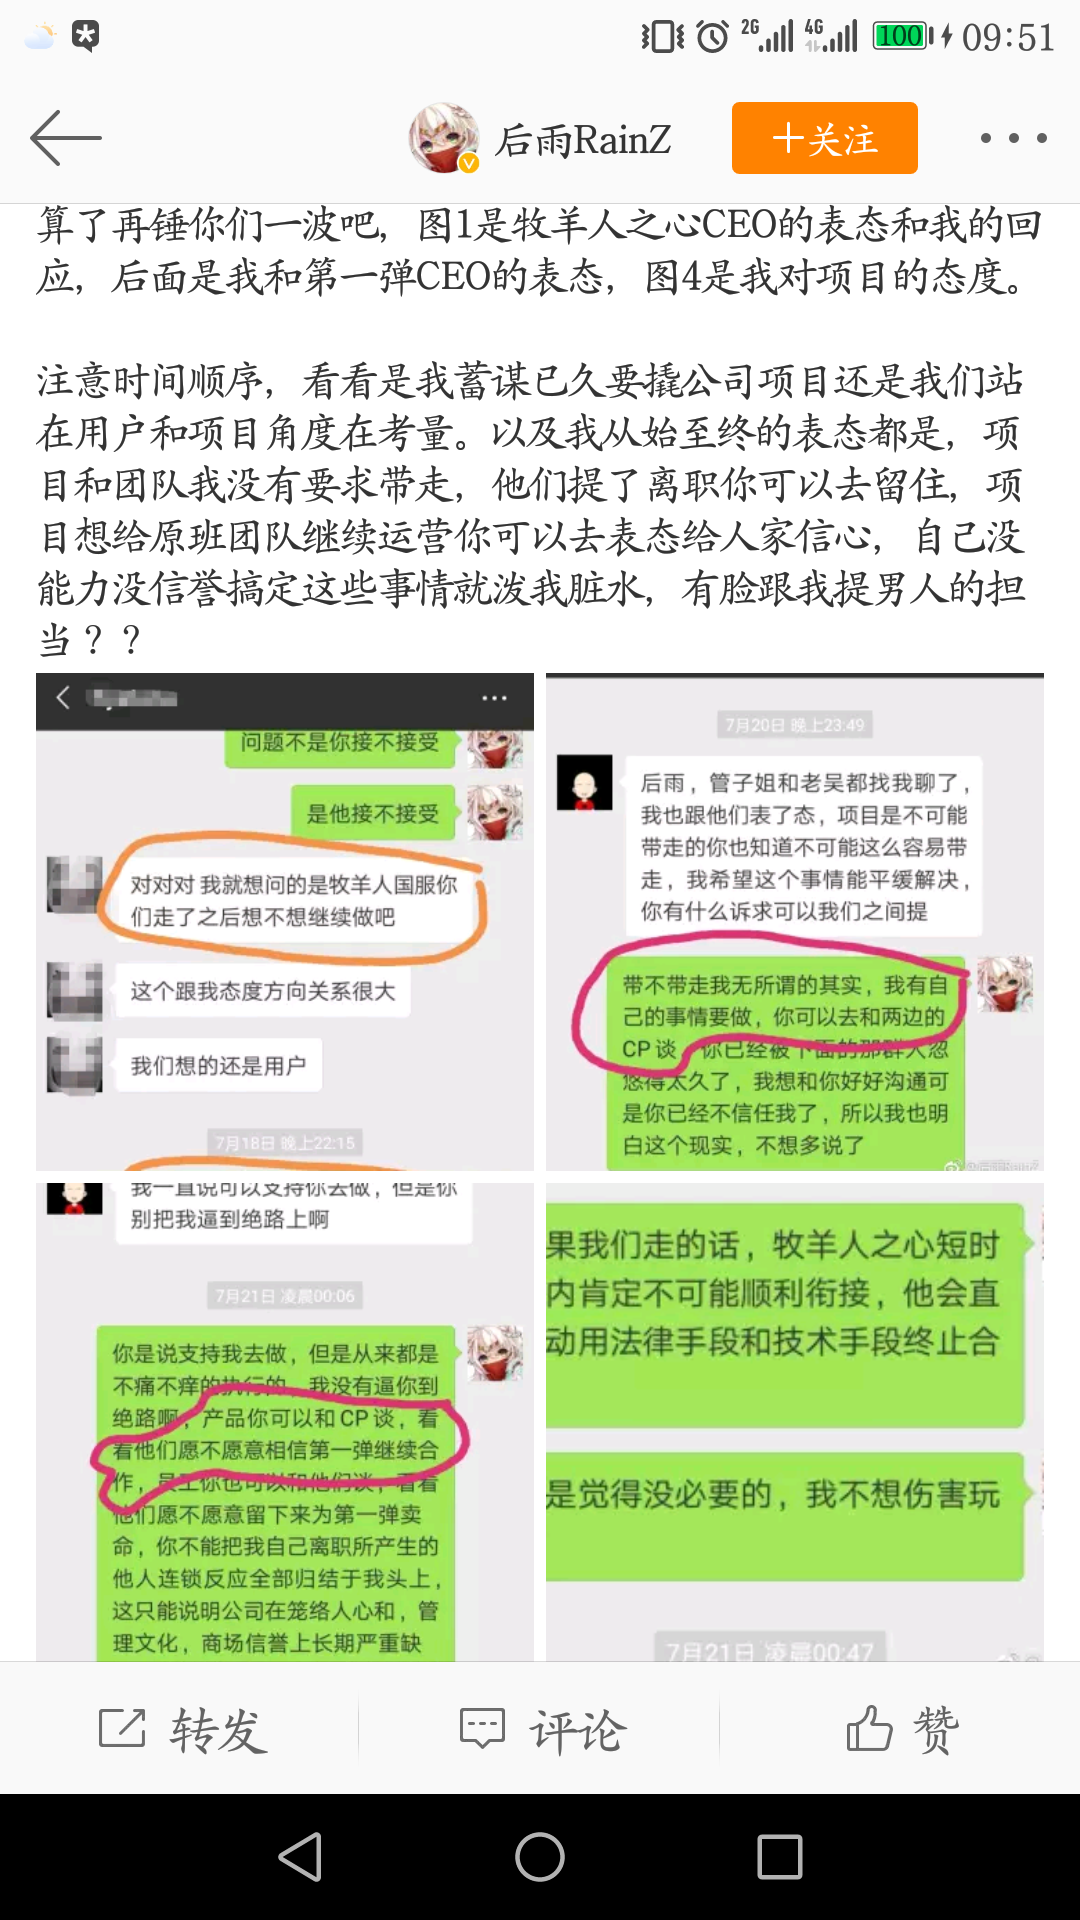 2G 4G 100 09:51
后雨RainZ
+关注
算了再锤你们一波吧，图1是牧羊人之心CEO的表态和我的回
应，后面是我和第一弹CEO的表态，图4是我对项目的态度。
注意时间顺序，看看是我蓄谋已久要撬公司项目还是我们站
在用户和项目角度在考量。以及我从始至终的表态都是，项
目和团队我没有要求带走，他们提了离职你可以去留住，项
目想给原班团队继续运营你可以去表态给人家信心，自己没
能力没信誉搞定这些事情就泼我脏水，有脸跟我提男人的担
当？？
问题不是你接不接受
是他接不接受
对对对 我就想问的是牧羊人国服你
们走了之后想不想继续做吧
这个跟我态度方向关系很大
我们想的还是用户
7月18日 晚上22:15
7月20日 晚上23:49
后雨，管子姐和老吴都找我聊了，
我也跟他们表了态，项目是不可能
带走的你也知道不可能这么容易带
走，我希望这个事情能平缓解决，
你有什么诉求可以我们之间提
带不带走我无所谓的其实，我有自
己的事情要做，你可以去和两边的
CP谈，你已经被下面的那群人忽
悠得太久了，我想和你好好沟通可
是你已经不信任我了，所以我也明
白这个现实，不想多说了
我一直说可以支持你去做，但是你
别把我逼到绝路上啊
7月21日 凌晨00:06
你是说支持我去做，但是从来都是
不痛不痒的执行的，我没有逼你到
绝路啊，产品你可以和CP谈，看
看他们愿不愿意相信第一弹继续合
作，员工你也可以和他们谈，看看
他们愿不愿意留下来为第一弹卖
命，你不能把我自己离职所产生的
他人连锁反应全部归结于我头上，
这只能说明公司在笼络人心和，管
理文化，商场信誉上长期严重缺
果我们走的话，牧羊人之心短时
内肯定不可能顺利衔接，他会直
动用法律手段和技术手段终止合
是觉得没必要的，我不想伤害玩
7月21日 凌晨00:47
转发
评论
赞